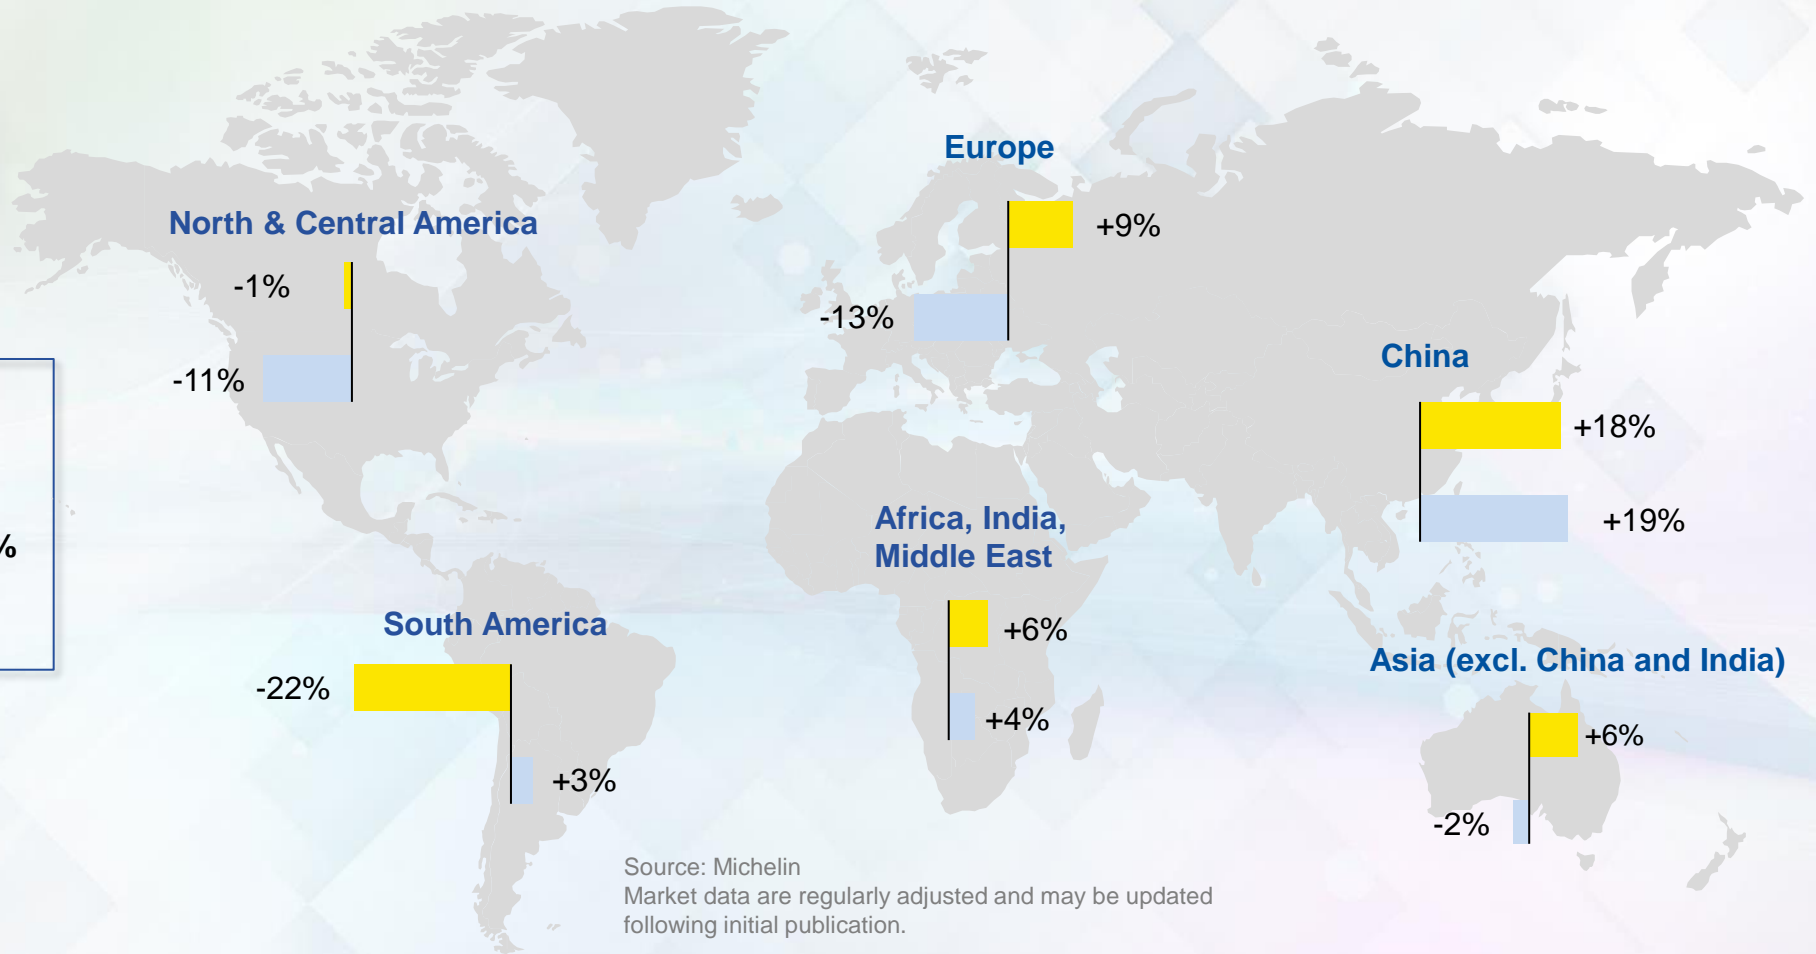 Europe
+9%
-13%
North & Central America
-1%
-11%
China
+18%
+19%
%
Africa, India,
Middle East
+6%
+4%
South America
-22%
+3%
Asia (excl. China and India)
+6%
-2%
Source: Michelin
Market data are regularly adjusted and may be updated
following initial publication.